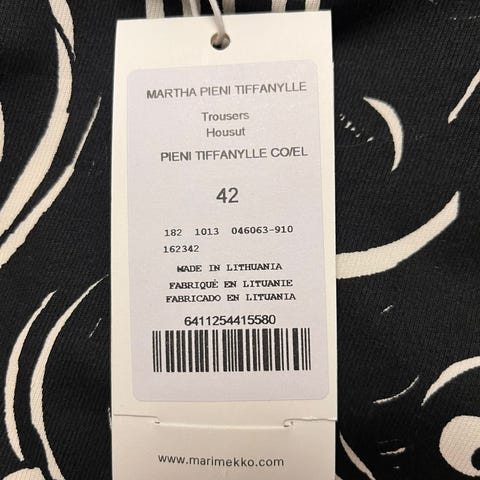 MARTHA PIENI TIFFANYLLE
Trousers
Housut
PIENI TIFFANYLLE CO/EL
42
182 1013 046063-910
162342
MADE IN LITHUANIA
FABRIQUÈ EN LITUANIE
FABRICADO EN LITUANIA
6411254415580
www.marimekko.com